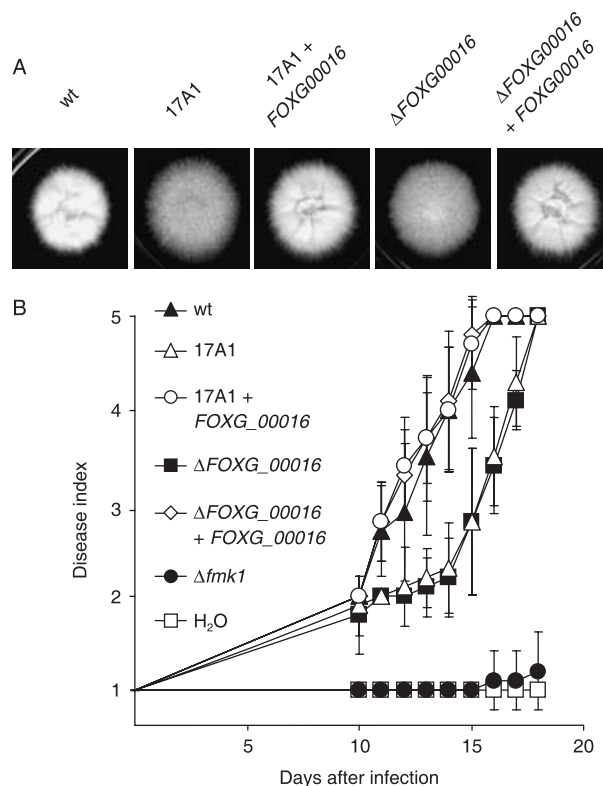 A
wt
17A1
17A1 +
FOXG00016
ΔFOXG00016
ΔFOXG00016
+ FOXG00016
B
wt
17A1
17A1 +
FOXG_00016
ΔFOXG_00016
ΔFOXG_00016
+ FOXG_00016
Δfmk1
H₂O
Disease index
5
4
3
2
1
5
10
15
20
Days after infection